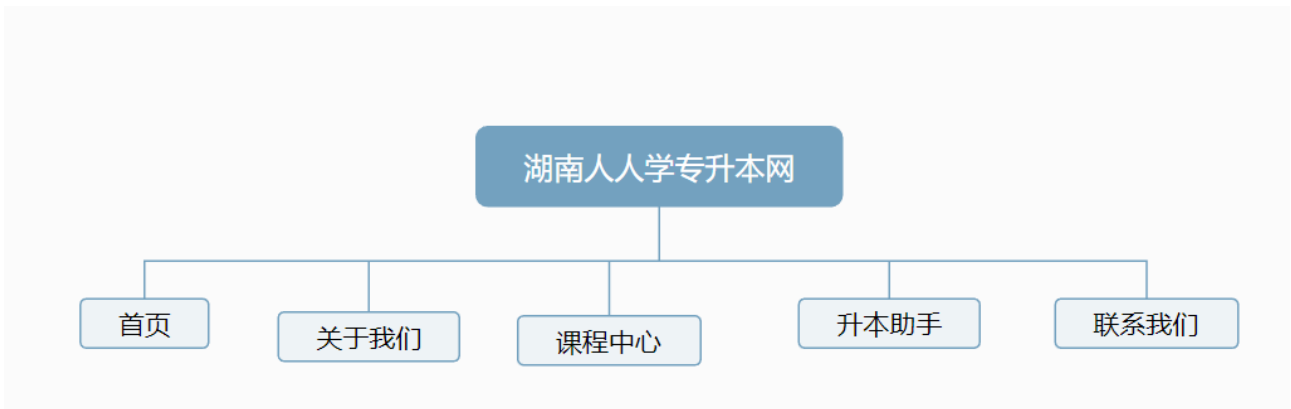 湖南人人学专升本网
首页
关于我们
课程中心
升本助手
联系我们